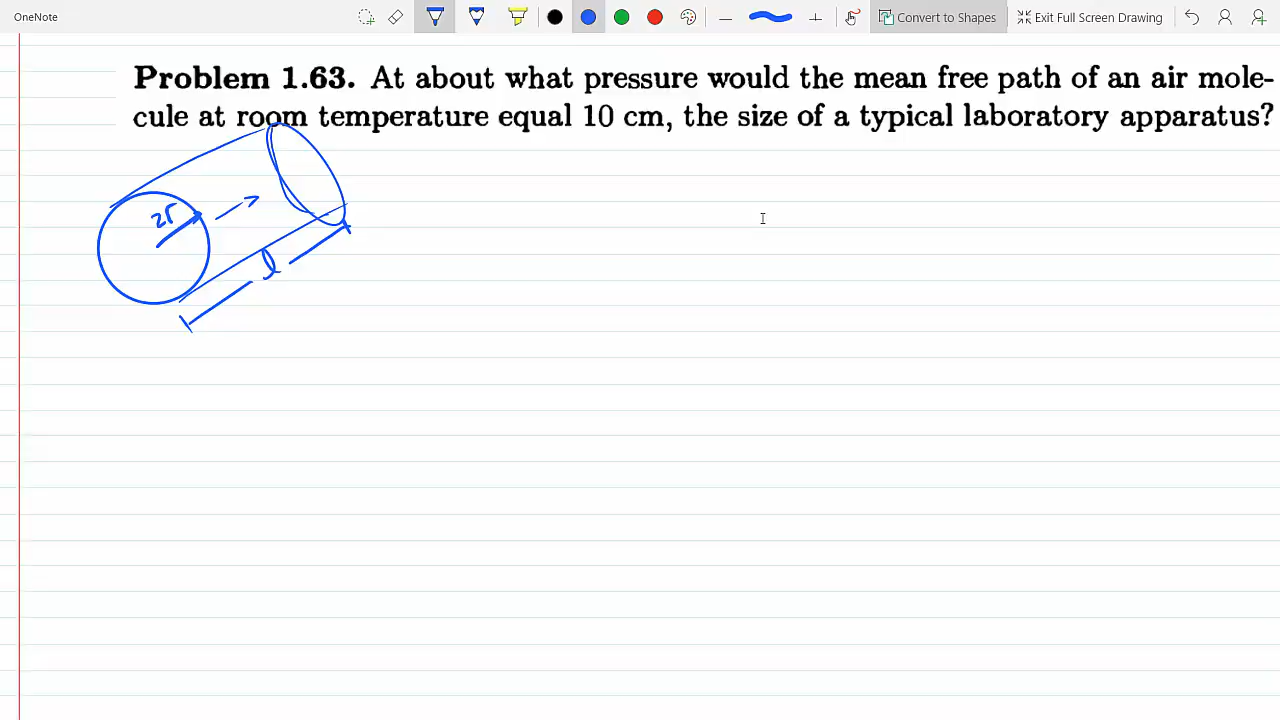 OneNote
Convert to Shapes
Exit Full Screen Drawing
Problem 1.63. At about what pressure would the mean free path of an air mole-
cule at room temperature equal 10 cm, the size of a typical laboratory apparatus?
2r
l